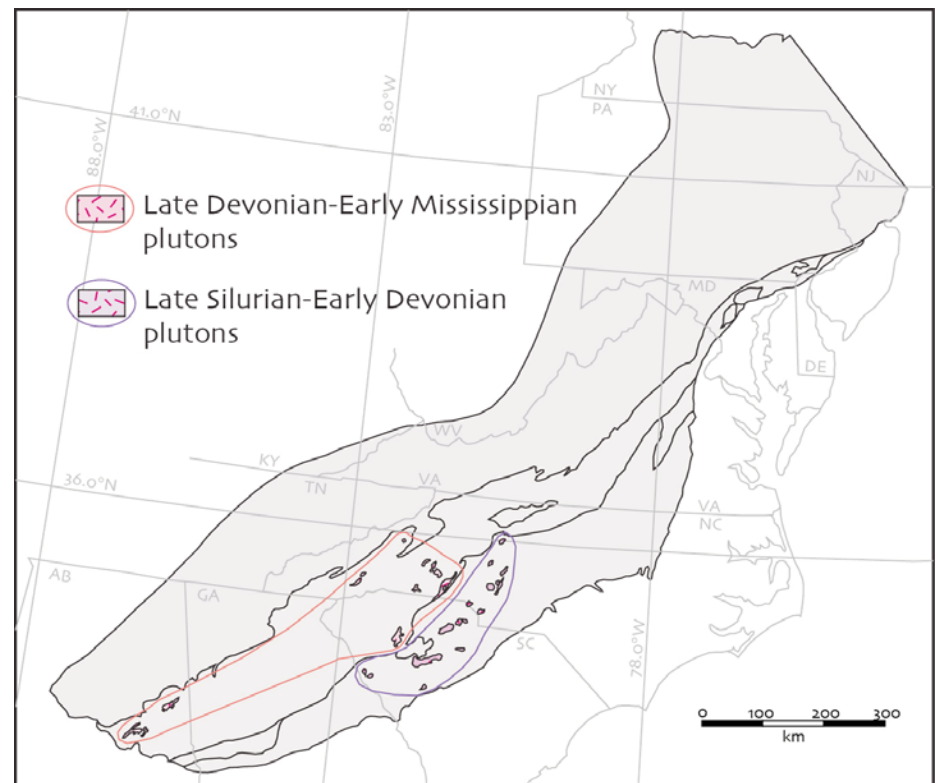 NY
PA
41.0°N
83.0°W
88.0°W
NJ
Late Devonian-Early Mississippian
plutons
MD
Late Silurian-Early Devonian
plutons
DE
WV
KY
36.0°N
TN
VA
VA
NC
AB
GA
SC
78.0°W
0 100 200 300
km